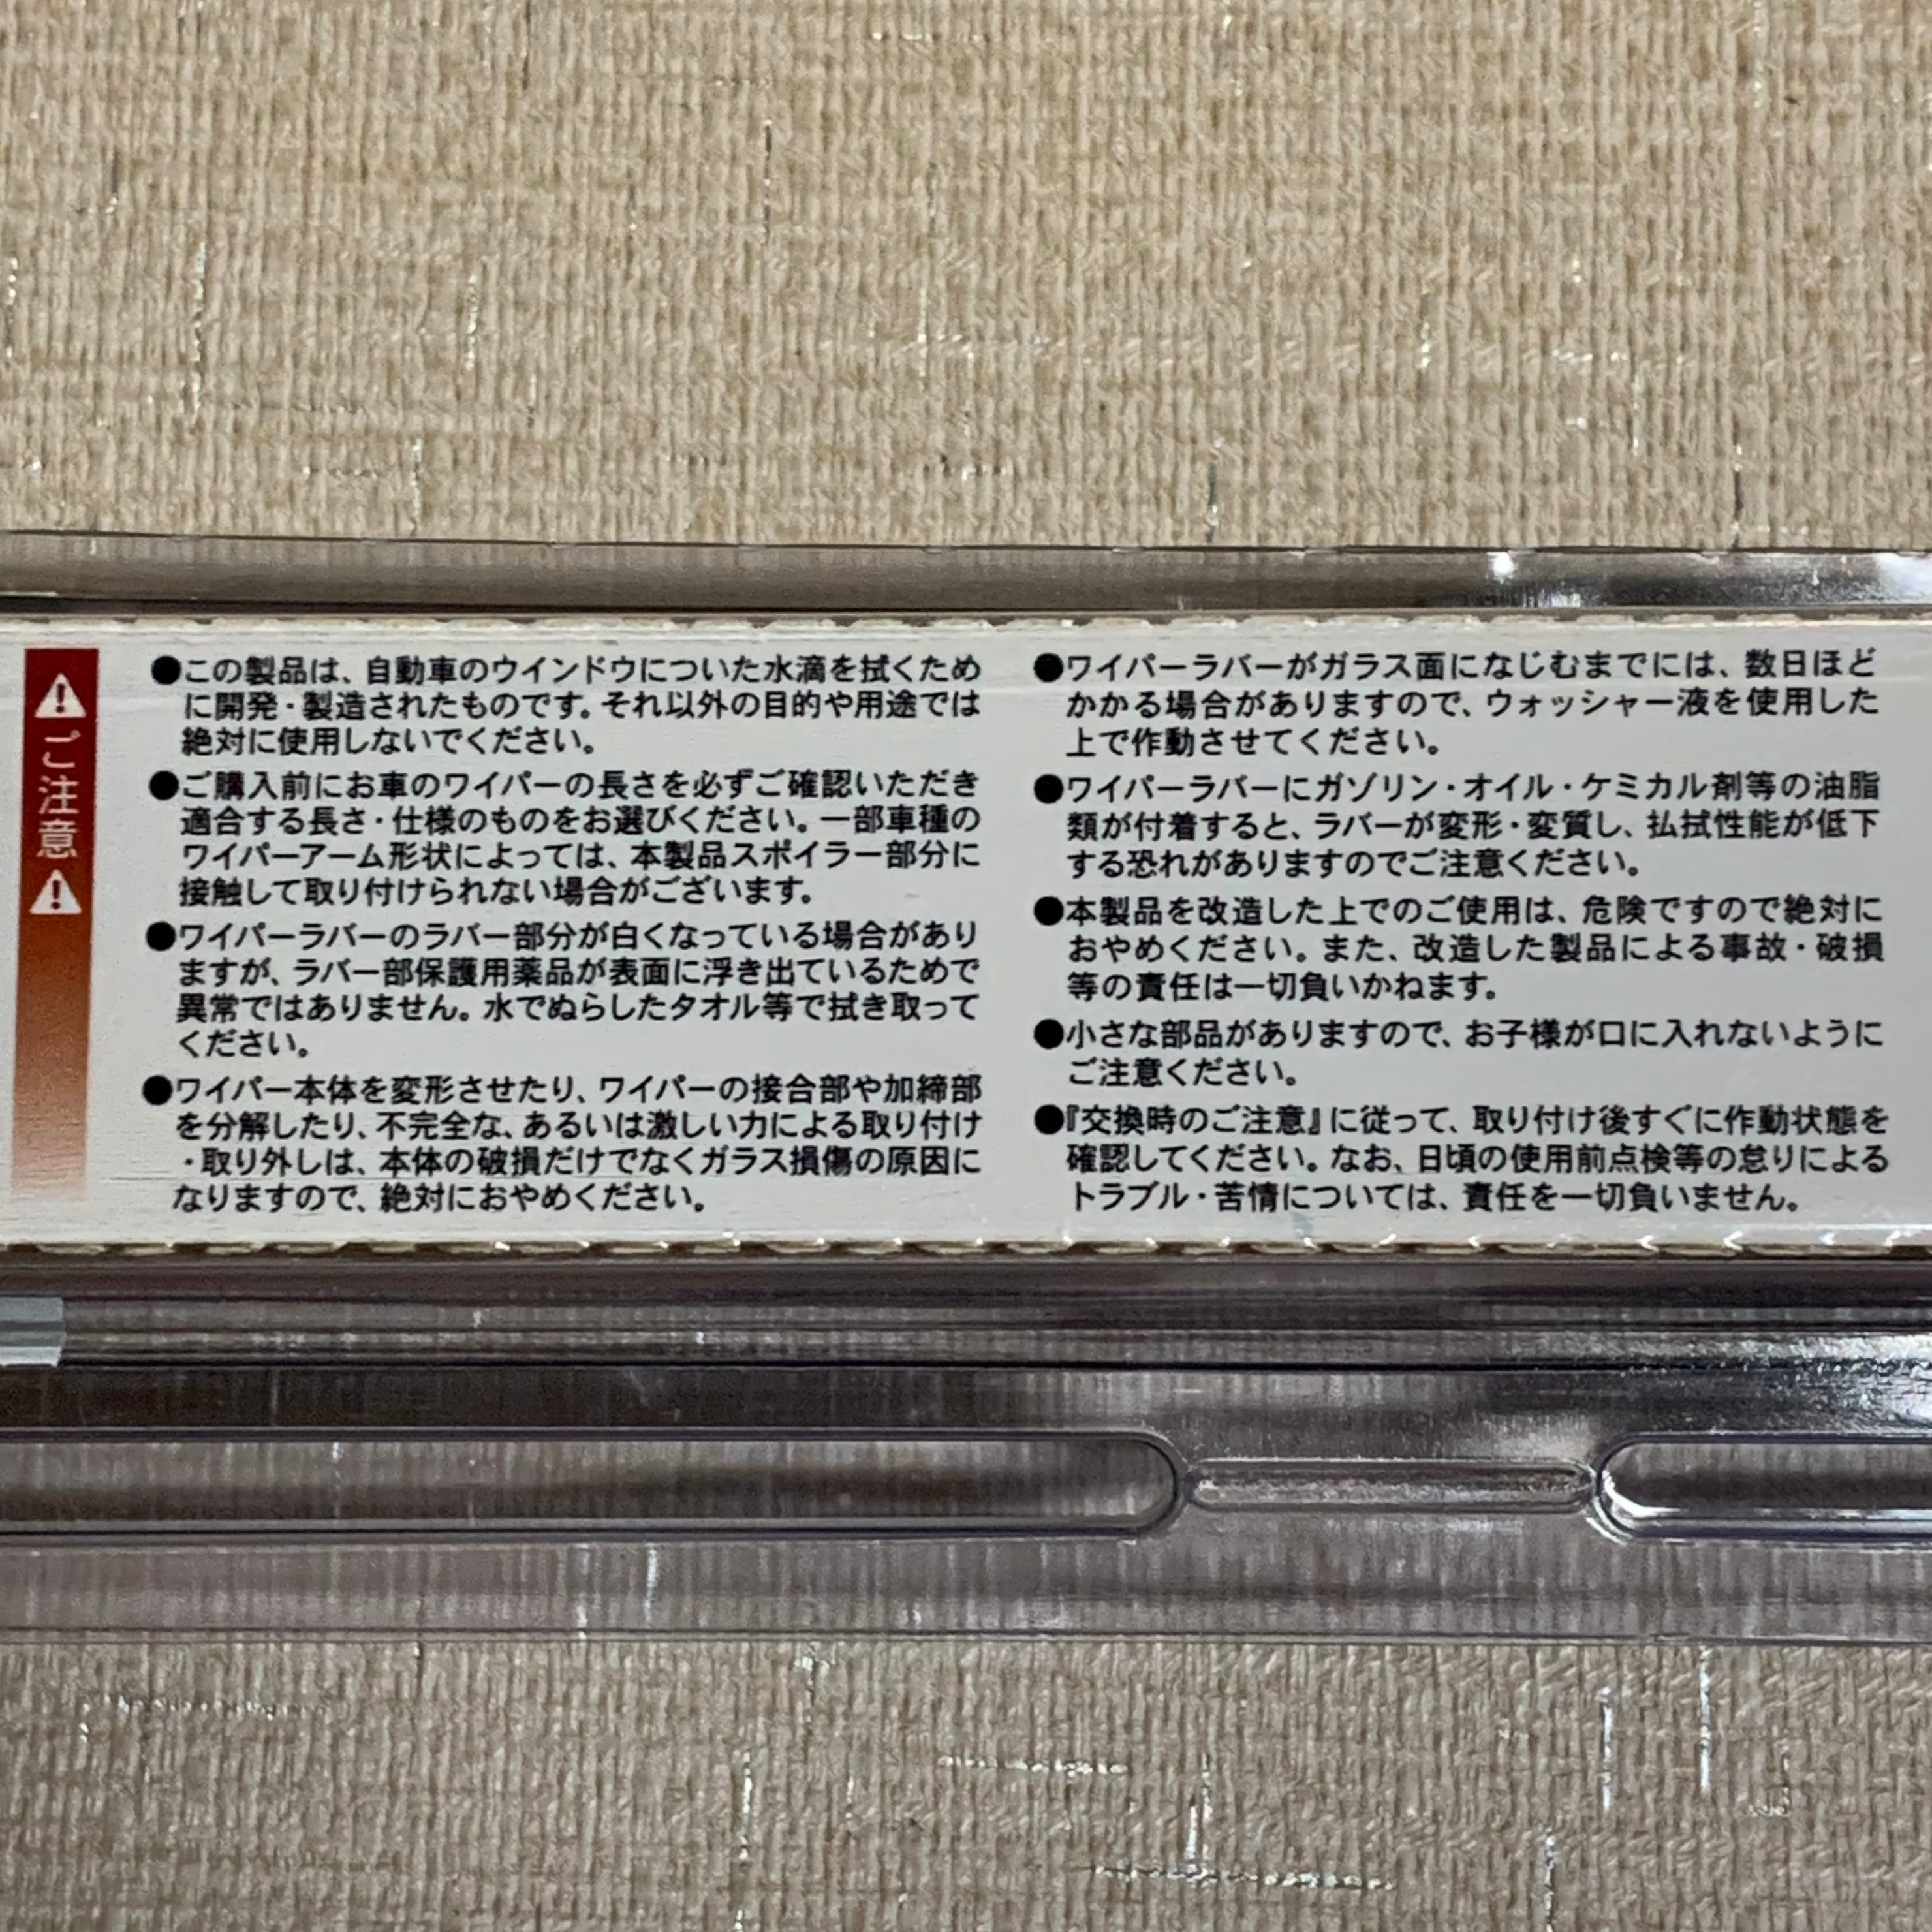 ご注意
●この製品は、自動車のウインドウについた水滴を拭くため
に開発・製造されたものです。それ以外の目的や用途では
絶対に使用しないでください。
●ご購入前にお車のワイパーの長さを必ずご確認いただき
適合する長さ・仕様のものをお選びください。一部車種の
ワイパーアーム形状によっては、本製品スポイラー部分に
接触して取り付けられない場合がございます。
●ワイパーラバーのラバー部分が白くなっている場合があり
ますが、ラバー部保護用薬品が表面に浮き出ているためで
異常ではありません。水でぬらしたタオル等で拭き取って
ください。
●ワイパー本体を変形させたり、ワイパーの接合部や加締部
を分解したり、不完全な、あるいは激しい力による取り付け
・取り外しは、本体の破損だけでなくガラス損傷の原因に
なりますので、絶対におやめください。
●ワイパーラバーがガラス面になじむまでには、数日ほど
かかる場合がありますので、ウォッシャー液を使用した
上で作動させてください。
●ワイパーラバーにガソリン・オイル・ケミカル剤等の油脂
類が付着すると、ラバーが変形・変質し、払拭性能が低下
する恐れがありますのでご注意ください。
●本製品を改造した上でのご使用は、危険ですので絶対に
おやめください。また、改造した製品による事故・破損
等の責任は一切負いかねます。
●小さな部品がありますので、お子様が口に入れないように
ご注意ください。
●『交換時のご注意』に従って、取り付け後すぐに作動状態を
確認してください。なお、日頃の使用前点検等の怠りによる
トラブル・苦情については、責任を一切負いません。